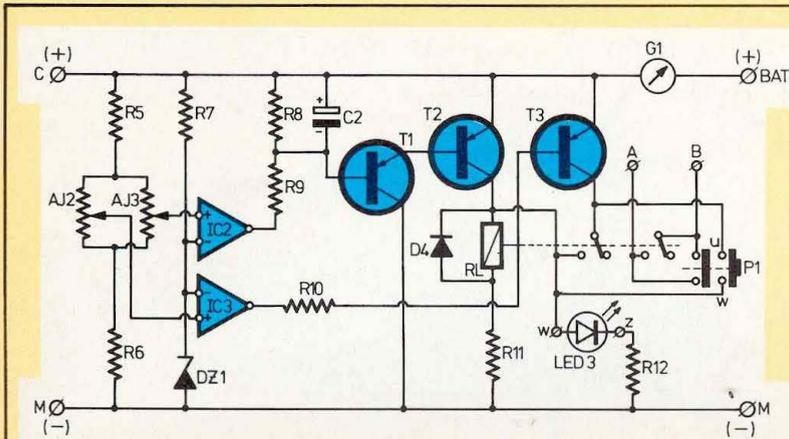 (+)
C
G1
(+)
BAT
R5
R7
R8
+
C2
-
T1
T2
T3
A
B
AJ2
AJ3
+
-
IC2
R9
D4
RL
u
P1
w
-
+
IC3
R10
w
z
LED 3
R6
DZ1
R11
R12
M
(-)
M
(-)